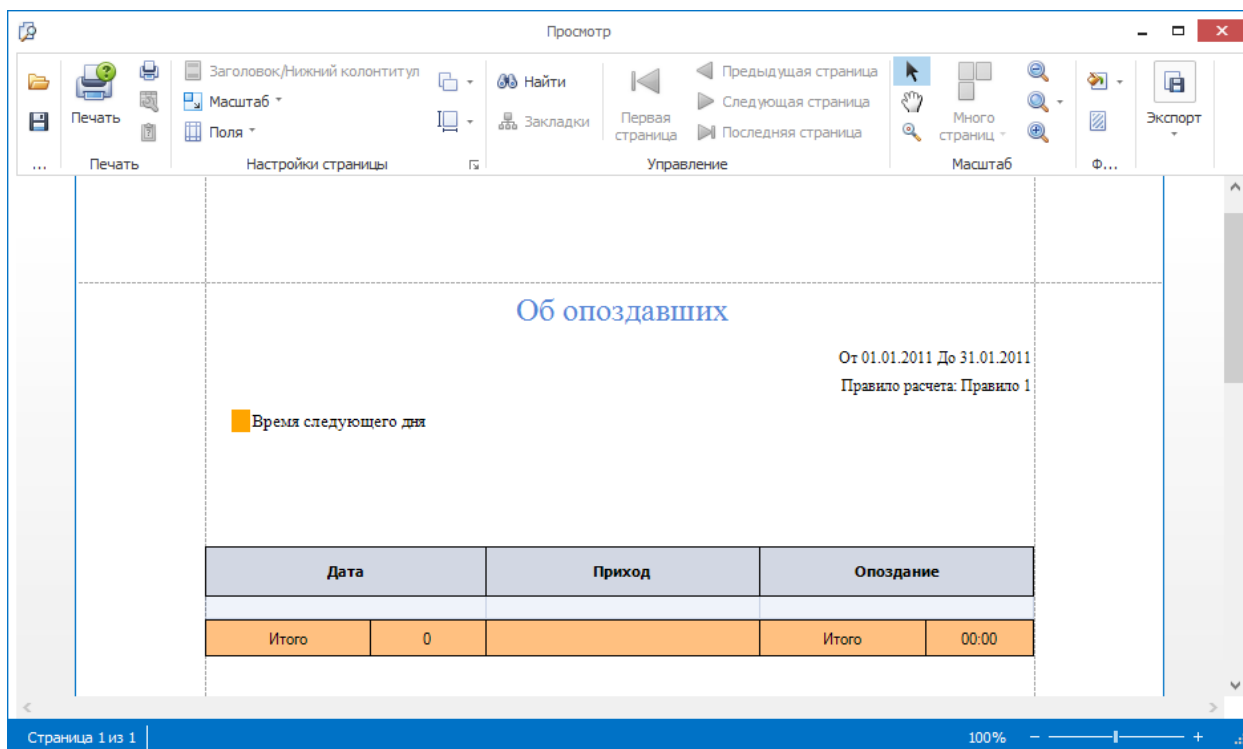 Просмотр
Заголовок/Нижний колонтитул
Масштаб
Поля
Печать
Найти
Закладки
Первая страница
Предыдущая страница
Следующая страница
Последняя страница
Много страниц
Экспорт
... Печать Настройки страницы Управление Масштаб Ф...
Об опоздавших
От 01.01.2011 До 31.01.2011
Правило расчета: Правило 1
Время следующего дня
Дата Приход Опоздание
Итого 0 Итого 00:00
Страница 1 из 1 100%